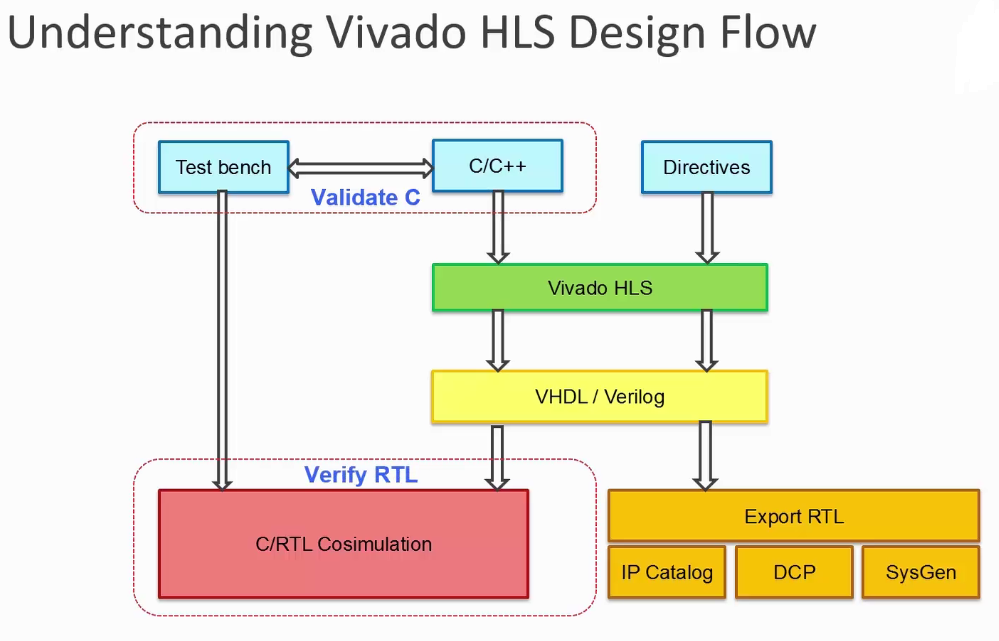 Understanding Vivado HLS Design Flow
Test bench
C/C++
Directives
Validate C
Vivado HLS
VHDL / Verilog
Verify RTL
C/RTL Cosimulation
Export RTL
IP Catalog
DCP
SysGen